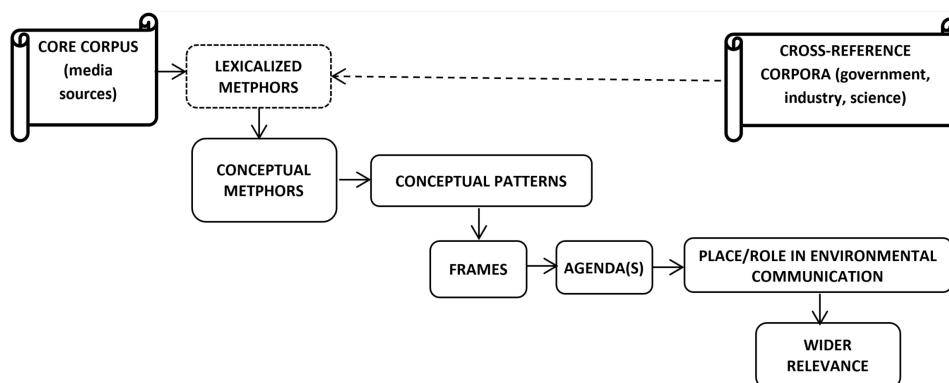 CORE CORPUS
(media
sources)
LEXICALIZED
METPHORS
CROSS-REFERENCE
CORPORA (government,
industry, science)
CONCEPTUAL
METPHORS
CONCEPTUAL PATTERNS
FRAMES
AGENDA(S)
PLACE/ROLE IN ENVIRONMENTAL
COMMUNICATION
WIDER
RELEVANCE